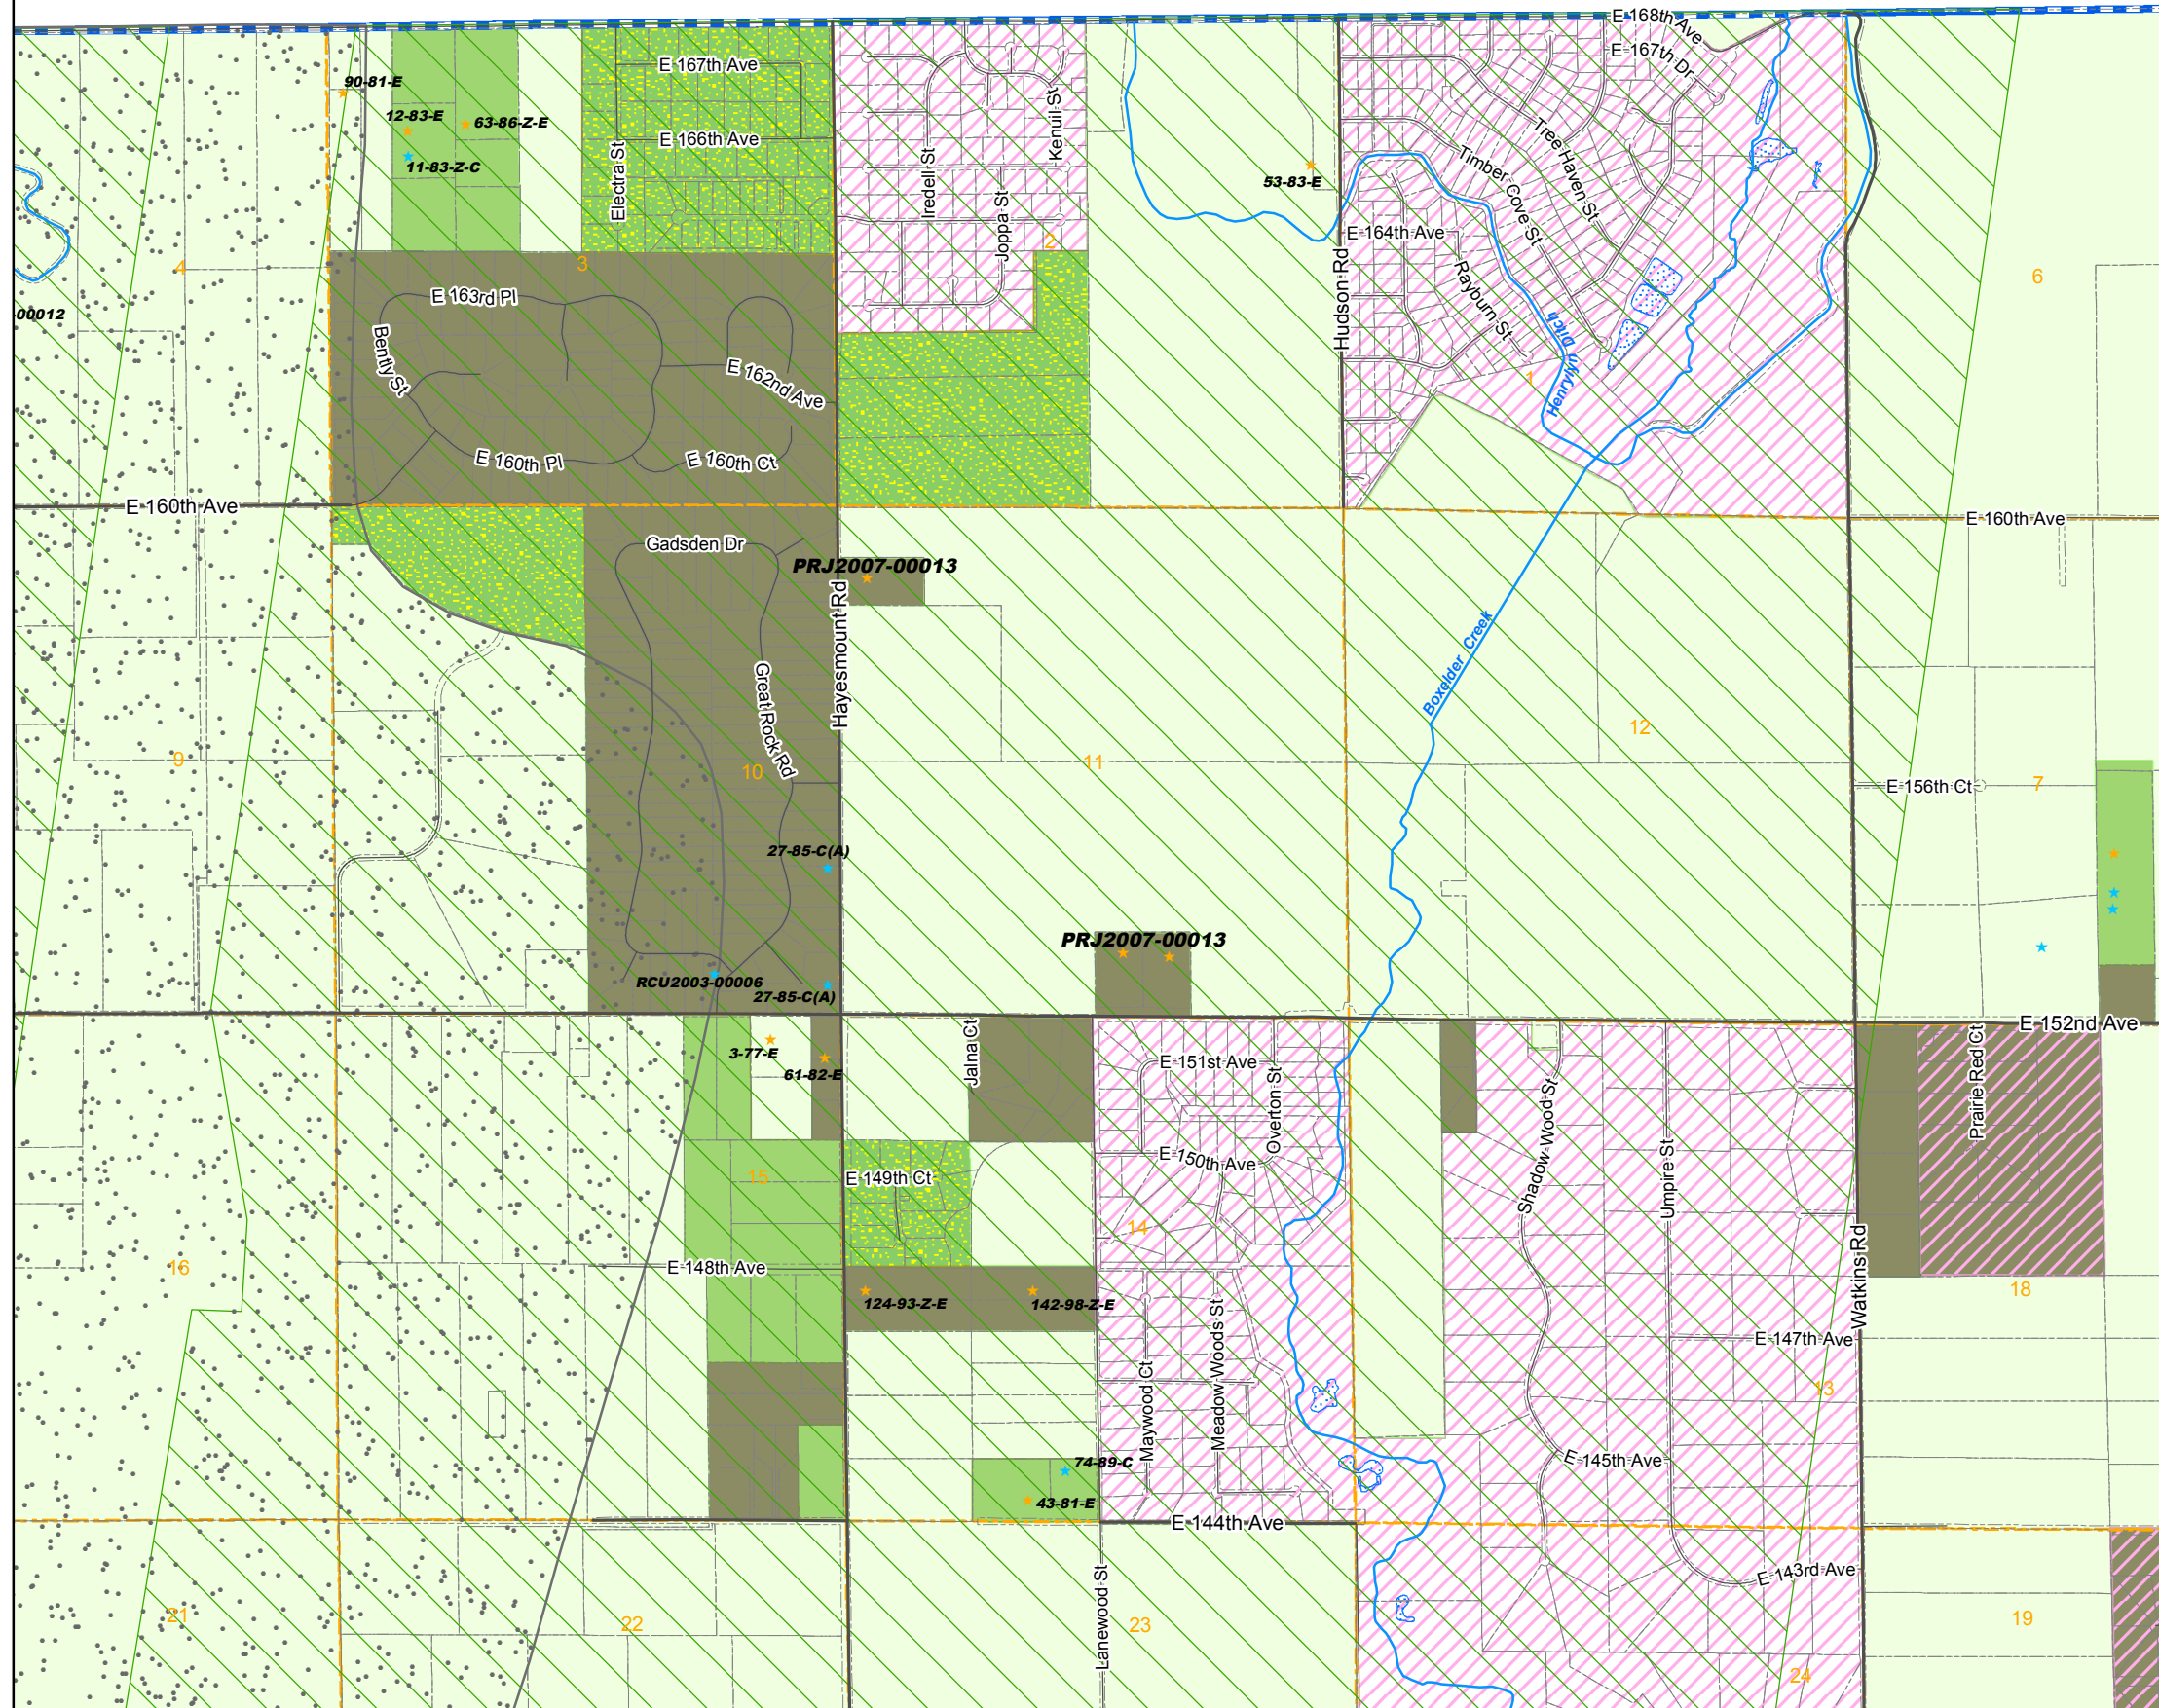 E 168th Ave
E 167th Dr
E 167th Ave
90-81-E
12-83-E
63-86-Z-E
11-83-Z-C
E 166th Ave
Electra St
Iredell St
Joppa St
Kenuil St
53-83-E
Tree Haven St
Timber Cove St
E 164th Ave
Rayburn St
Hudson Rd
Henrylyn Ditch
4
3
2
1
6
00012
E 163rd Pl
Bently St
E 162nd Ave
E 160th Pl
E 160th Ct
E 160th Ave
E 160th Ave
Gadsden Dr
PRJ2007-00013
Hayesmount Rd
Great Rock Rd
Boxelder Creek
9
10
11
12
7
E 156th Ct
27-85-C(A)
PRJ2007-00013
RCU2003-00006
27-85-C(A)
E 152nd Ave
3-77-E
61-82-E
Jalna Ct
E 151st Ave
Overton St
E 150th Ave
Shadow Wood St
Umpire St
Prairie Red Ct
15
E 149th Ct
14
16
E 148th Ave
124-93-Z-E
142-98-Z-E
Watkins Rd
18
E 147th Ave
13
Maywood Ct
Meadow Woods St
74-89-C
43-81-E
E 145th Ave
E 144th Ave
E 143rd Ave
Lanewood St
21
22
23
24
19